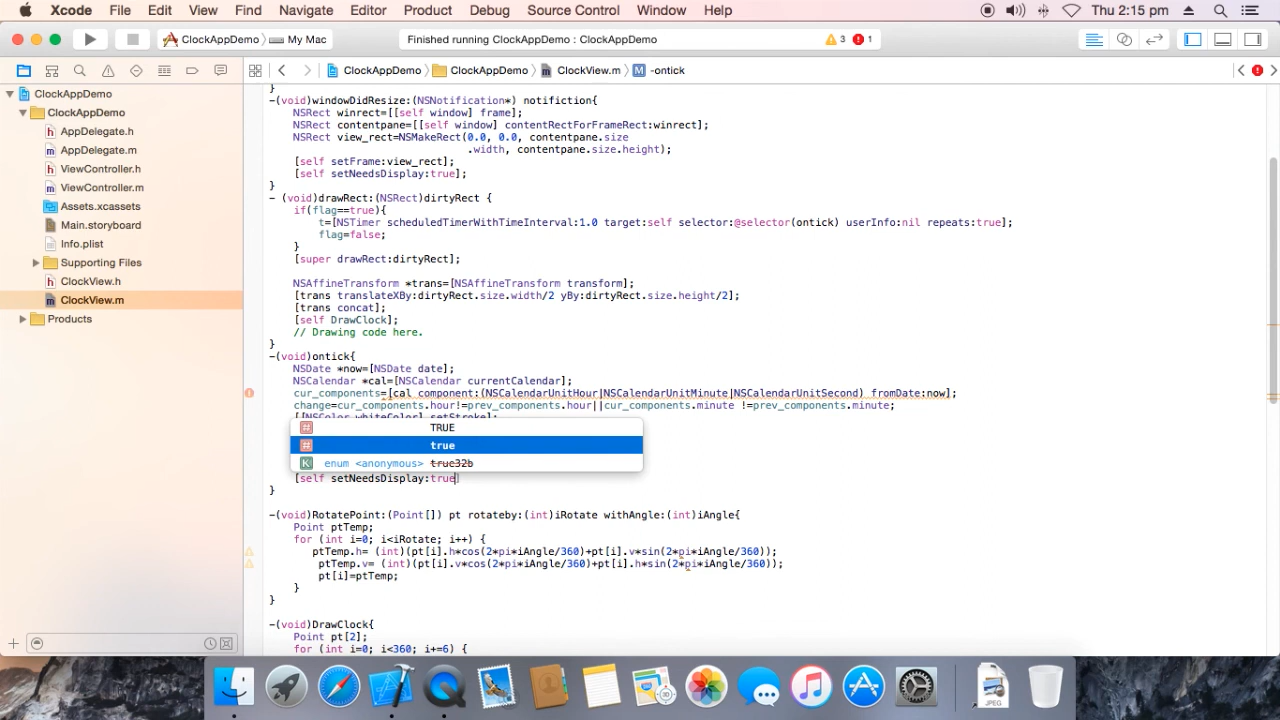 Xcode File Edit View Find Navigate Editor Product Debug Source Control Window Help Thu 2:15 pm
ClockAppDemo My Mac Finished running ClockAppDemo : ClockAppDemo 3 1
ClockAppDemo ClockAppDemo ClockView.m M -ontick
ClockAppDemo
ClockAppDemo
AppDelegate.h
AppDelegate.m
ViewController.h
ViewController.m
Assets.xcassets
Main.storyboard
Info.plist
Supporting Files
ClockView.h
ClockView.m
Products
}
-(void)windowDidResize:(NSNotification*) notifiction{
NSRect winrect=[[self window] frame];
NSRect contentpane=[[self window] contentRectForFrameRect:winrect];
NSRect view_rect=NSMakeRect(0.0, 0.0, contentpane.size
.width, contentpane.size.height);
[self setFrame:view_rect];
[self setNeedsDisplay:true];
}
- (void)drawRect:(NSRect)dirtyRect {
if(flag==true){
t=[NSTimer scheduledTimerWithTimeInterval:1.0 target:self selector:@selector(ontick) userInfo:nil repeats:true];
flag=false;
}
[super drawRect:dirtyRect];
NSAffineTransform *trans=[NSAffineTransform transform];
[trans translateXBy:dirtyRect.size.width/2 yBy:dirtyRect.size.height/2];
[trans concat];
[self DrawClock];
// Drawing code here.
}
-(void)ontick{
NSDate *now=[NSDate date];
NSCalendar *cal=[NSCalendar currentCalendar];
cur_components=[cal component:(NSCalendarUnitHour|NSCalendarUnitMinute|NSCalendarUnitSecond) fromDate:now];
change=cur_components.hour!=prev_components.hour||cur_components.minute !=prev_components.minute;
[[NSColor whiteColor] setStroke];
# TRUE
# true
K enum <anonymous> true32b
[self setNeedsDisplay:true]
}
-(void)RotatePoint:(Point[]) pt rotateby:(int)iRotate withAngle:(int)iAngle{
Point ptTemp;
for (int i=0; i<iRotate; i++) {
ptTemp.h= (int)(pt[i].h*cos(2*pi*iAngle/360)+pt[i].v*sin(2*pi*iAngle/360));
ptTemp.v= (int)(pt[i].v*cos(2*pi*iAngle/360)+pt[i].h*sin(2*pi*iAngle/360));
pt[i]=ptTemp;
}
}
-(void)DrawClock{
Point pt[2];
for (int i=0; i<360; i+=6) {
JPEG